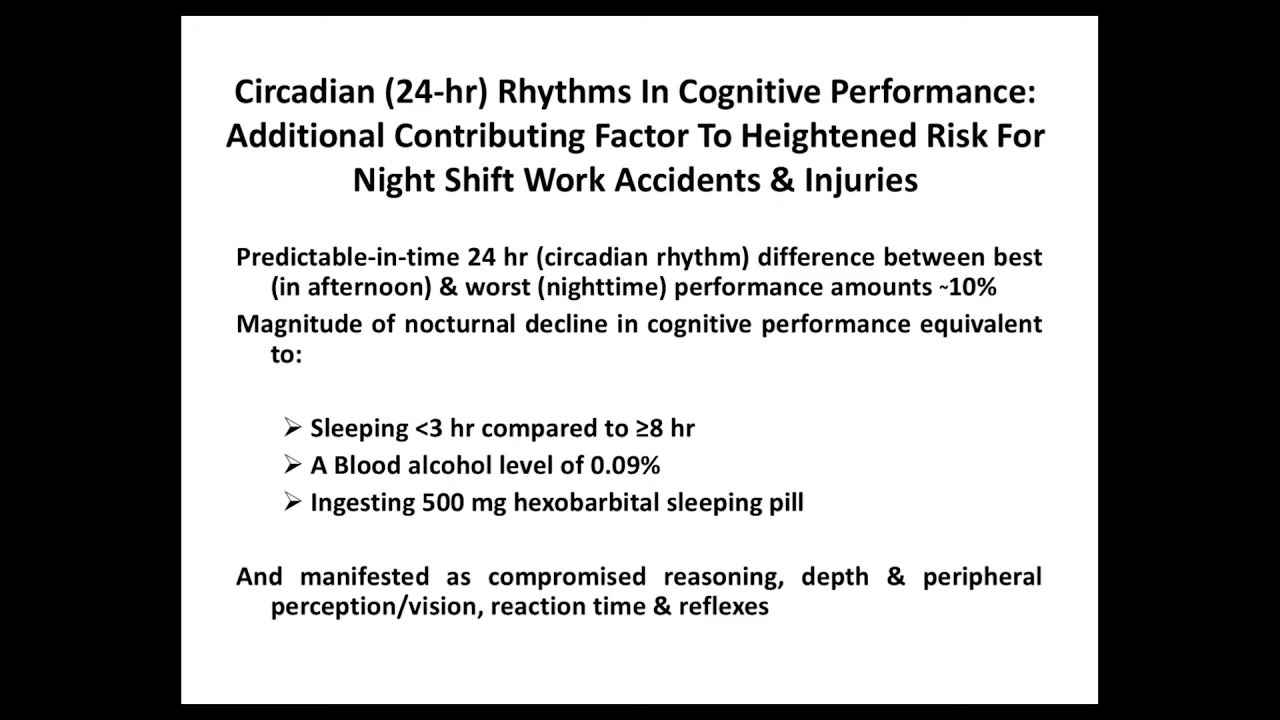 Circadian (24-hr) Rhythms In Cognitive Performance:
Additional Contributing Factor To Heightened Risk For
Night Shift Work Accidents & Injuries
Predictable-in-time 24 hr (circadian rhythm) difference between best
(in afternoon) & worst (nighttime) performance amounts ~10%
Magnitude of nocturnal decline in cognitive performance equivalent
to:
➢ Sleeping <3 hr compared to ≥8 hr
➢ A Blood alcohol level of 0.09%
➢ Ingesting 500 mg hexobarbital sleeping pill
And manifested as compromised reasoning, depth & peripheral
perception/vision, reaction time & reflexes